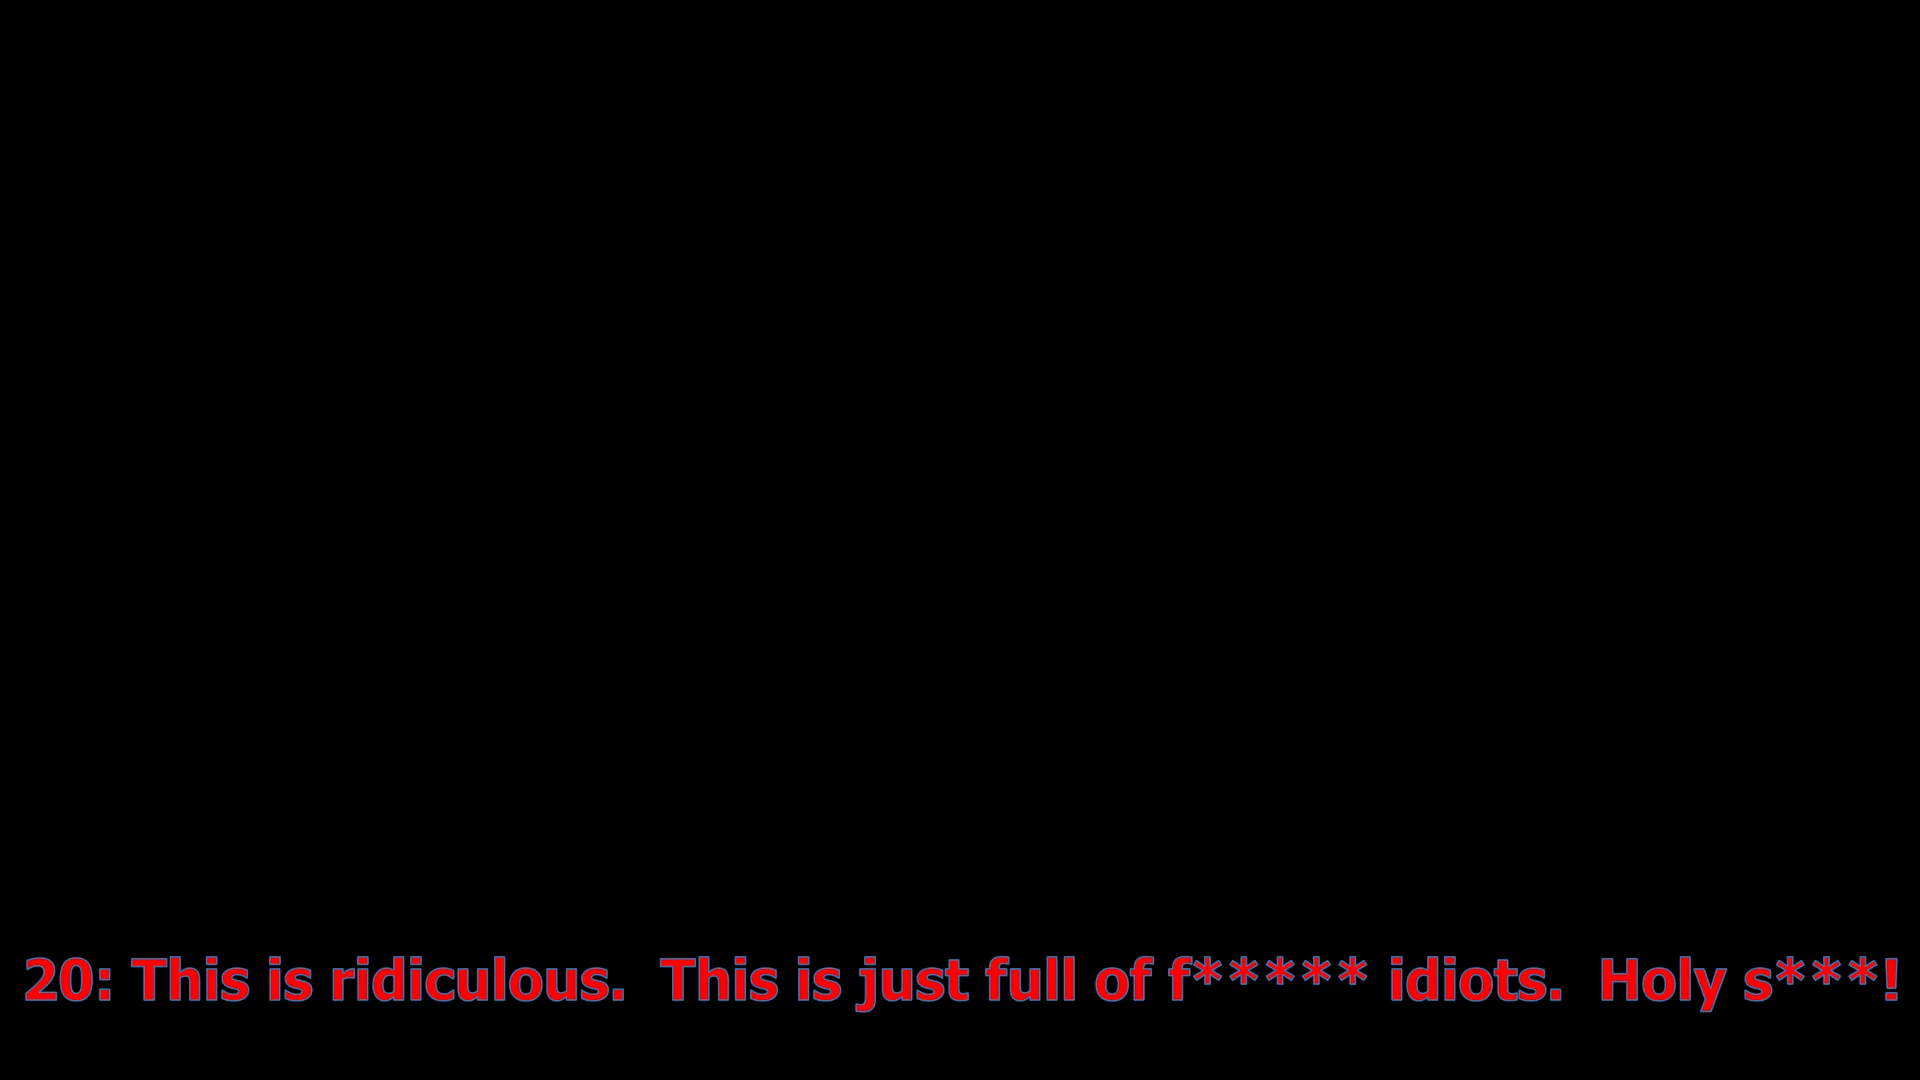 20: This is ridiculous.  This is just full of f***** idiots.  Holy s***!